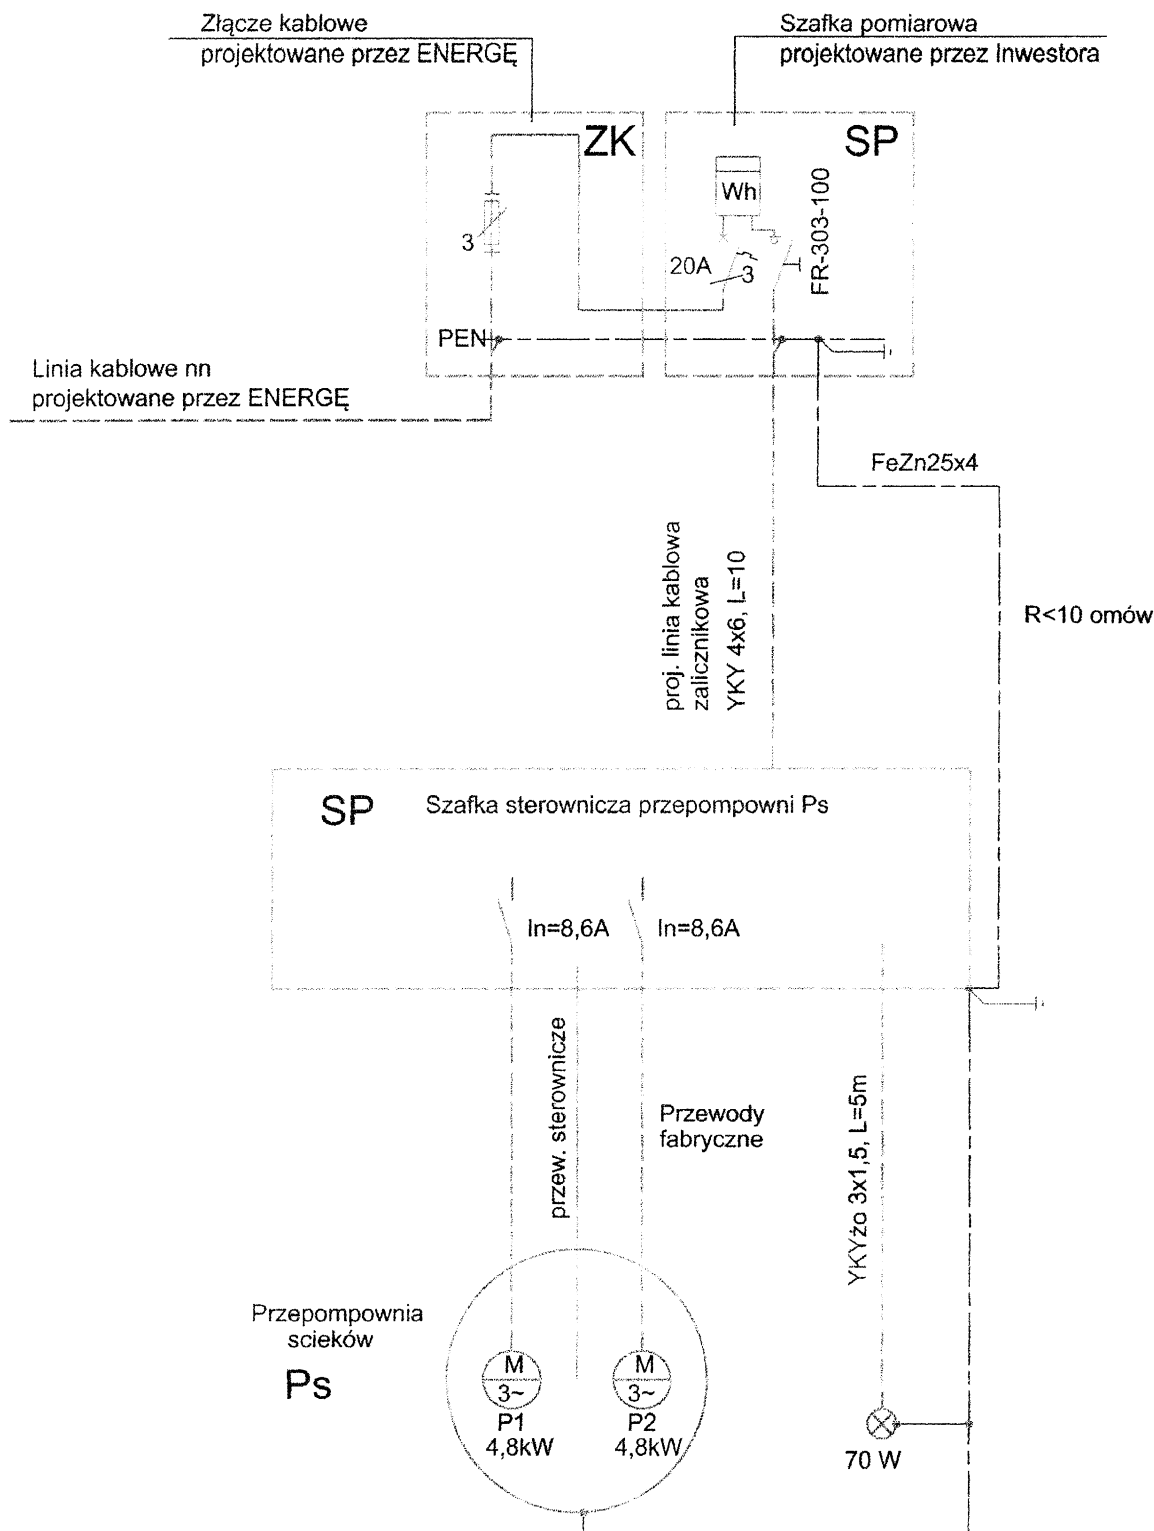 Złącze kablowe
projektowane przez ENERGĘ
Szafka pomiarowa
projektowane przez Inwestora
ZK
SP
Wh
3
20A
3
FR-303-100
PEN
Linia kablowe nn
projektowane przez ENERGĘ
FeZn25x4
proj. linia kablowa
zalicznikowa
YKY 4x6, L=10
R<10 omów
SP
Szafka sterownicza przepompowni Ps
In=8,6A
In=8,6A
przew. sterownicze
Przewody
fabryczne
YKYżo 3x1,5, L=5m
Przepompownia
scieków
Ps
M
3~
P1
4,8kW
M
3~
P2
4,8kW
70 W